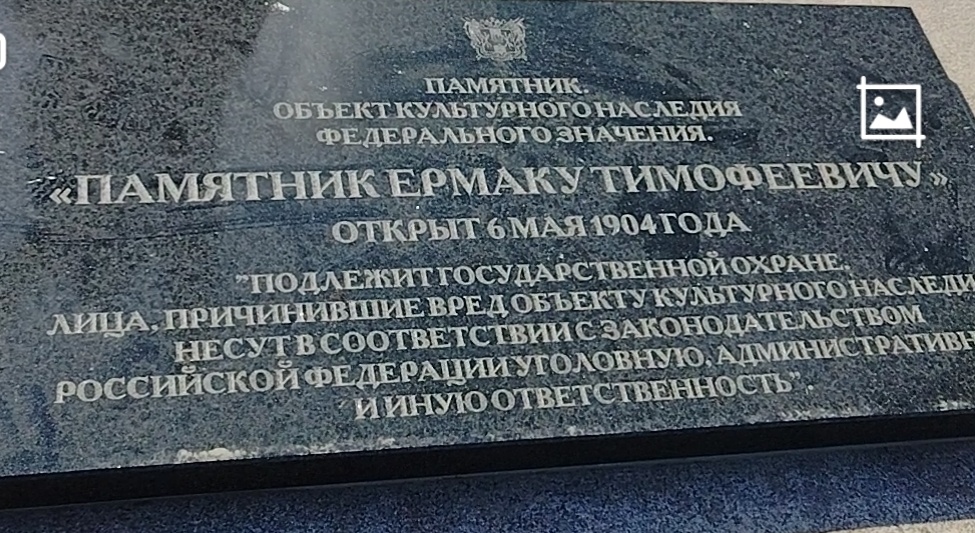 ПАМЯТНИК.
ОБЪЕКТ КУЛЬТУРНОГО НАСЛЕДИЯ
ФЕДЕРАЛЬНОГО ЗНАЧЕНИЯ.
«ПАМЯТНИК ЕРМАКУ ТИМОФЕЕВИЧУ»
ОТКРЫТ 6 МАЯ 1904 ГОДА
"ПОДЛЕЖИТ ГОСУДАРСТВЕННОЙ ОХРАНЕ.
ЛИЦА, ПРИЧИНИВШИЕ ВРЕД ОБЪЕКТУ КУЛЬТУРНОГО НАСЛЕДИ
НЕСУТ В СООТВЕТСТВИИ С ЗАКОНОДАТЕЛЬСТВОМ
РОССИЙСКОЙ ФЕДЕРАЦИИ УГОЛОВНУЮ, АДМИНИСТРАТИВН
И ИНУЮ ОТВЕТСТВЕННОСТЬ".